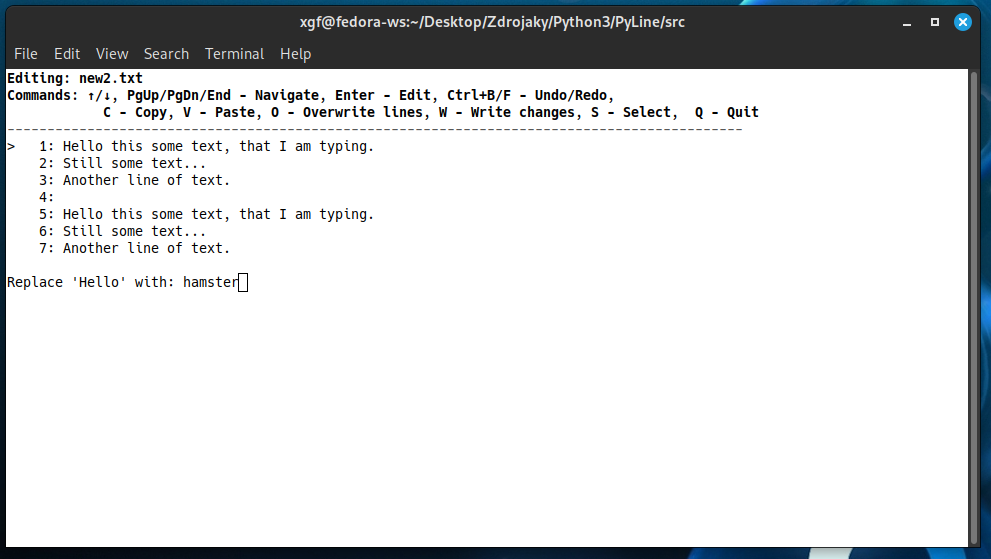 xgf@fedora-ws:~/Desktop/Zdrojaky/Python3/PyLine/src
File Edit View Search Terminal Help
Editing: new2.txt
Commands: ↑/↓, PgUp/PgDn/End - Navigate, Enter - Edit, Ctrl+B/F - Undo/Redo,
C - Copy, V - Paste, O - Overwrite lines, W - Write changes, S - Select,  Q - Quit
--------------------------------------------------------------------------------------------
>   1: Hello this some text, that I am typing.
2: Still some text...
3: Another line of text.
4:
5: Hello this some text, that I am typing.
6: Still some text...
7: Another line of text.
Replace 'Hello' with: hamster